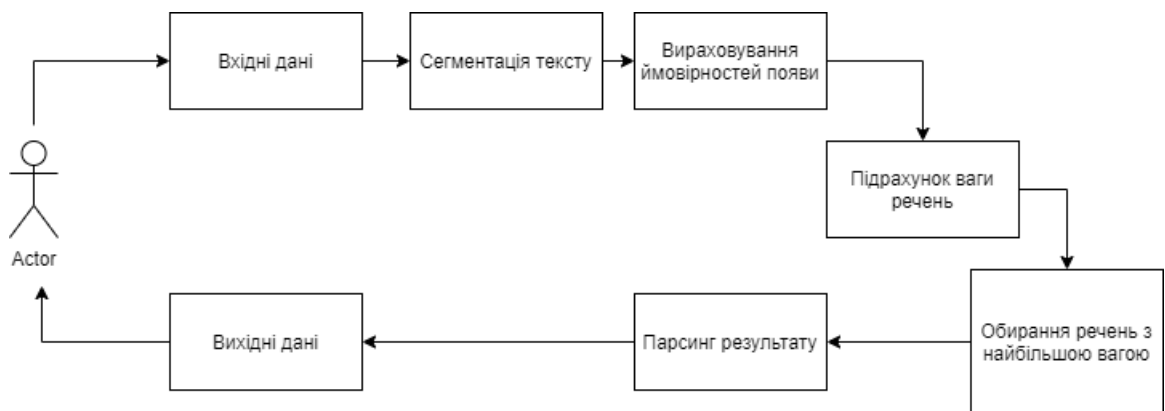 Вхідні дані
Сегментація тексту
Вираховування
ймовірностей появи
Підрахунок ваги
речень
Actor
Вихідні дані
Парсинг результату
Обирання речень з
найбільшою вагою